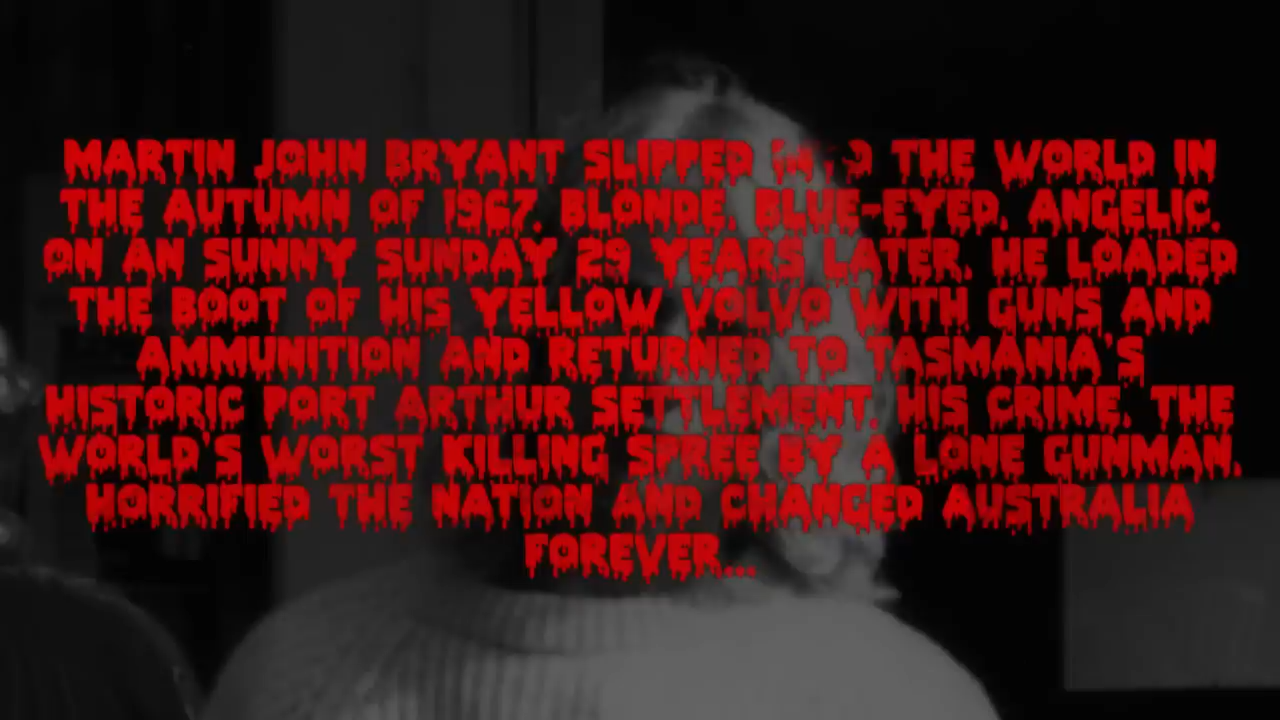 MARTIN JOHN BRYANT SLIPPED INTO THE WORLD IN
THE AUTUMN OF 1967. BLONDE, BLUE-EYED, ANGELIC.
ON AN SUNNY SUNDAY 29 YEARS LATER, HE LOADED
THE BOOT OF HIS YELLOW VOLVO WITH GUNS AND
AMMUNITION AND RETURNED TO TASMANIA'S
HISTORIC PORT ARTHUR SETTLEMENT. HIS CRIME, THE
WORLD'S WORST KILLING SPREE BY A LONE GUNMAN,
HORRIFIED THE NATION AND CHANGED AUSTRALIA
FOREVER...